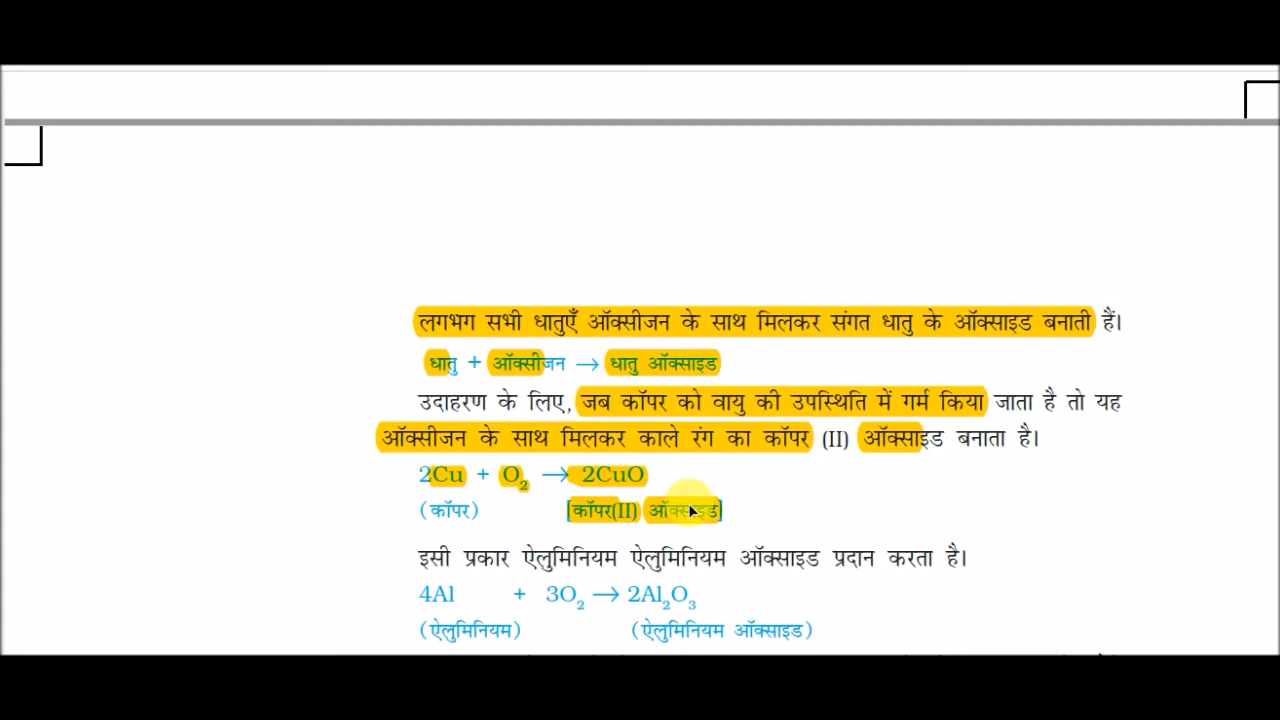 लगभग सभी धातुएँ ऑक्सीजन के साथ मिलकर संगत धातु के ऑक्साइड बनाती हैं।
धातु + ऑक्सीजन → धातु ऑक्साइड
उदाहरण के लिए, जब कॉपर को वायु की उपस्थिति में गर्म किया जाता है तो यह
ऑक्सीजन के साथ मिलकर काले रंग का कॉपर (II) ऑक्साइड बनाता है।
2Cu + O₂ → 2CuO
(कॉपर) [कॉपर(II) ऑक्साइड]
इसी प्रकार ऐलुमिनियम ऐलुमिनियम ऑक्साइड प्रदान करता है।
4Al + 3O₂ → 2Al₂O₃
(ऐलुमिनियम) (ऐलुमिनियम ऑक्साइड)